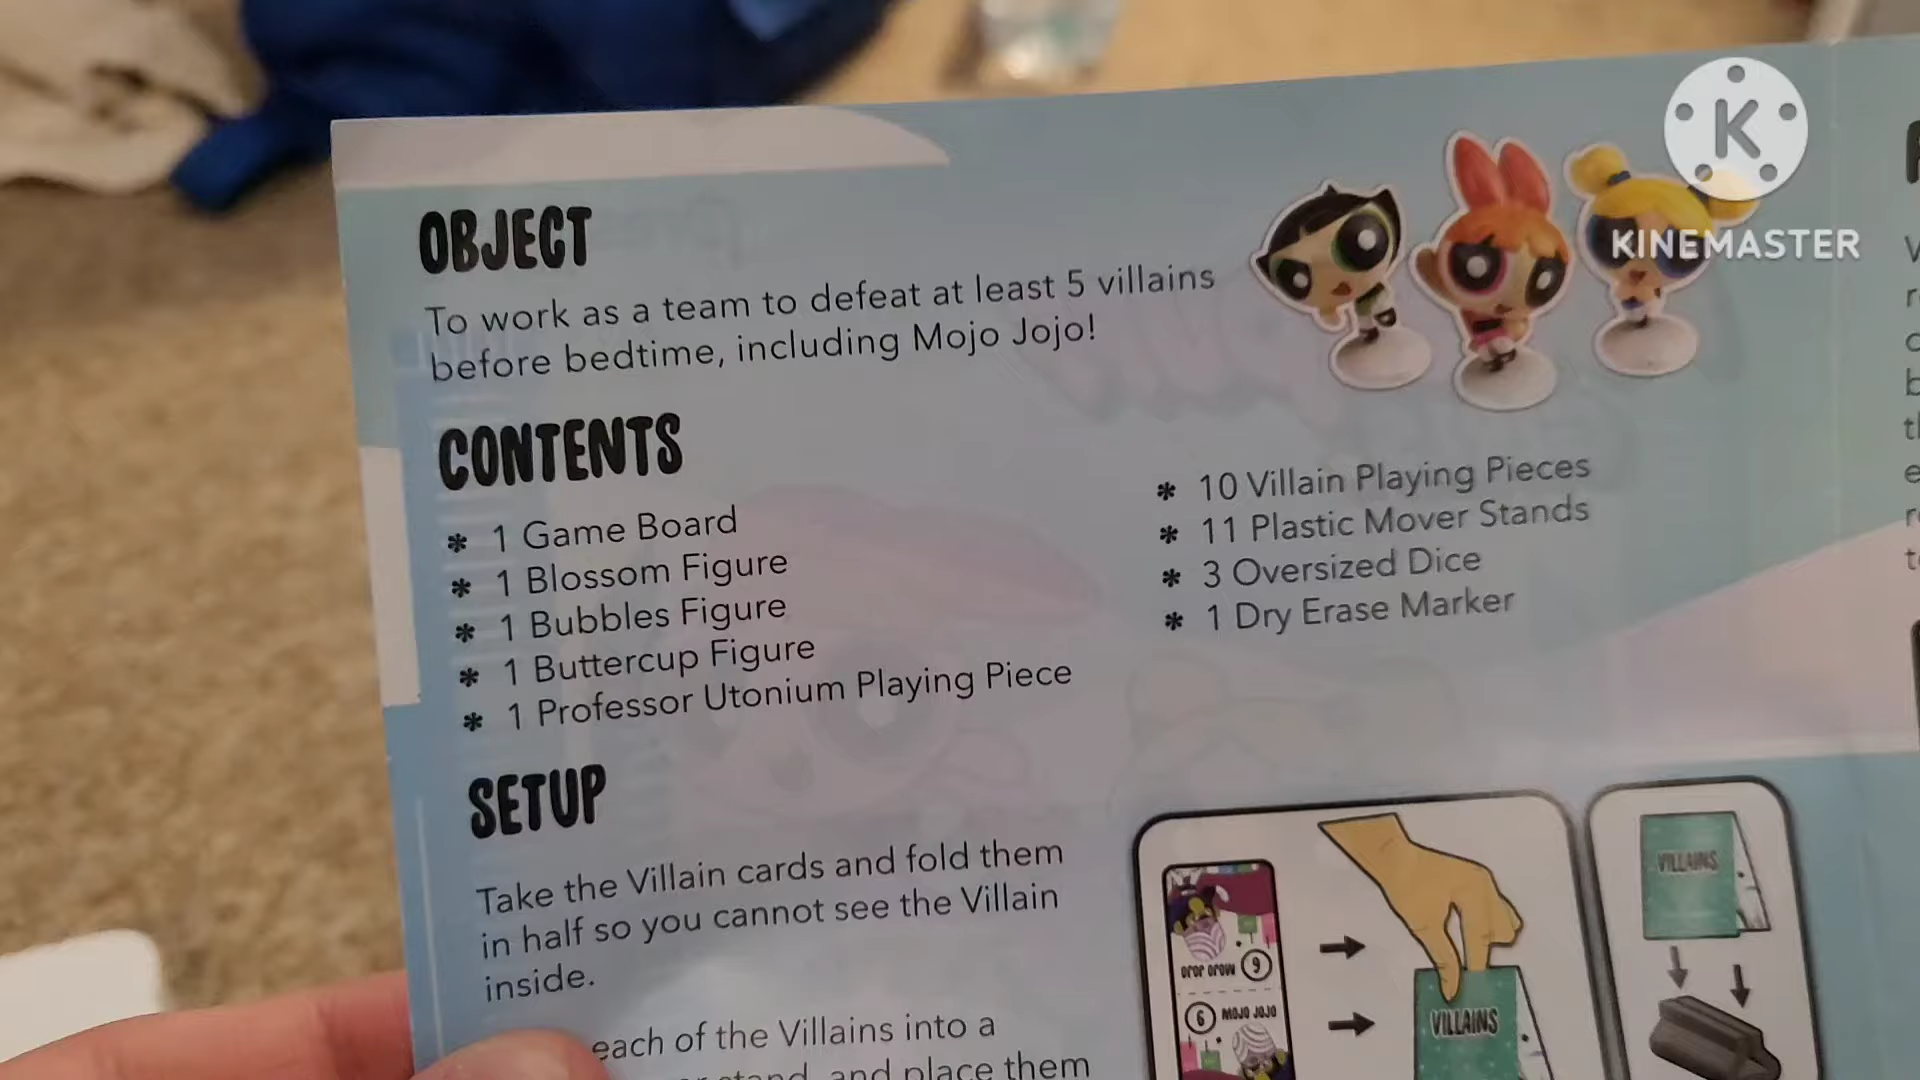 K
KINEMASTER
OBJECT
To work as a team to defeat at least 5 villains
before bedtime, including Mojo Jojo!
CONTENTS
* 1 Game Board
* 1 Blossom Figure
* 1 Bubbles Figure
* 1 Buttercup Figure
* 1 Professor Utonium Playing Piece
* 10 Villain Playing Pieces
* 11 Plastic Mover Stands
* 3 Oversized Dice
* 1 Dry Erase Marker
SETUP
Take the Villain cards and fold them
in half so you cannot see the Villain
inside.
each of the Villains into a
stand, and place them
9
6 MOJO JOJO
VILLAINS
VILLAINS